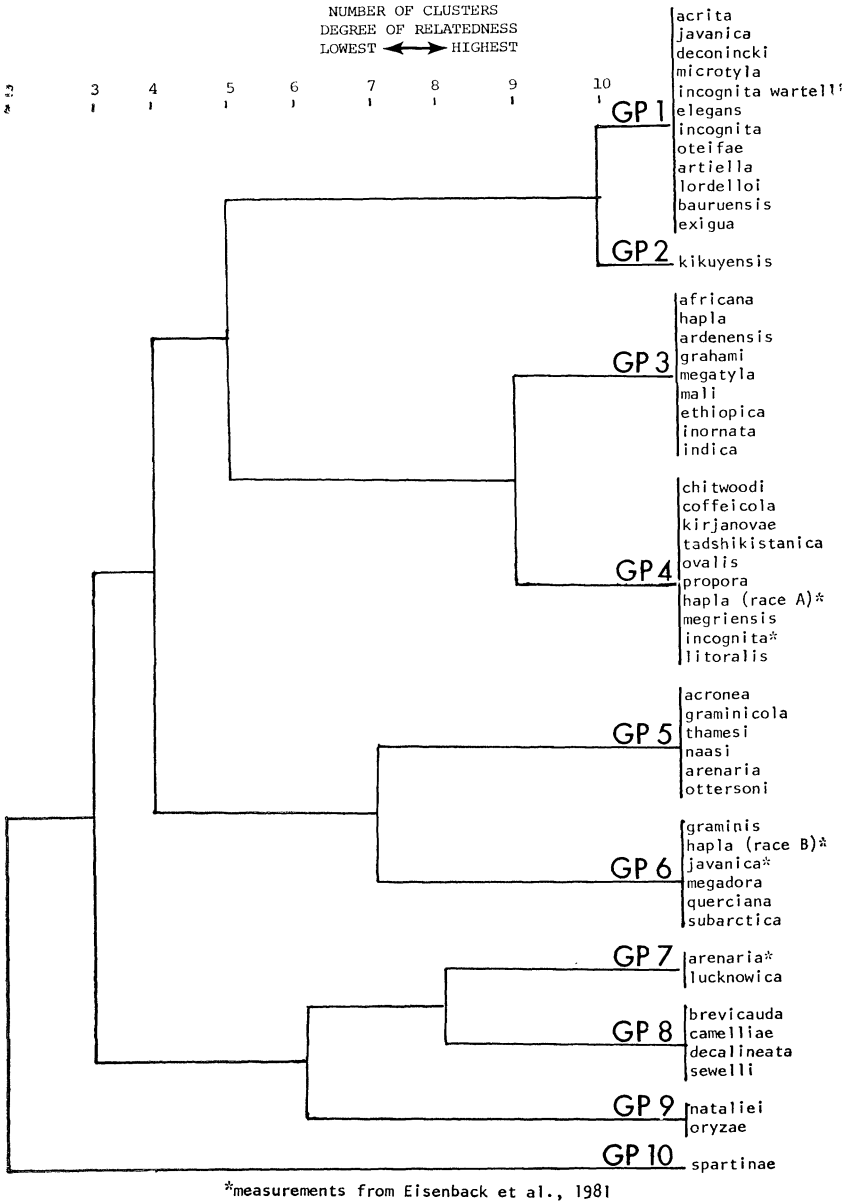 NUMBER OF CLUSTERS
DEGREE OF RELATEDNESS
LOWEST HIGHEST
3 4 5 6 7 8 9 10
GP 1
acrita
javanica
deconincki
microtyla
incognita
elegans
incognita
oteifae
artiella
lordelloi
bauruensis
exigua
GP 2
kikuyensis
GP 3
africana
hapla
ardenensis
grahami
megatyla
mali
ethiopica
inornata
indica
GP 4
chitwoodi
coffeicola
kirjanovae
tadshikistanica
ovalis
propora
hapla (race A)*
megriensis
incognita*
litoralis
GP 5
acronea
graminicola
thamesi
naasi
arenaria
ottersoni
GP 6
graminis
hapla (race B)*
javanica*
megadora
querciana
subarctica
GP 7
arenaria*
lucknowica
GP 8
brevicauda
camelliae
decalineata
sewelli
GP 9
nataliei
oryzae
GP 10
spartinae
*measurements from Eisenback et al., 1981